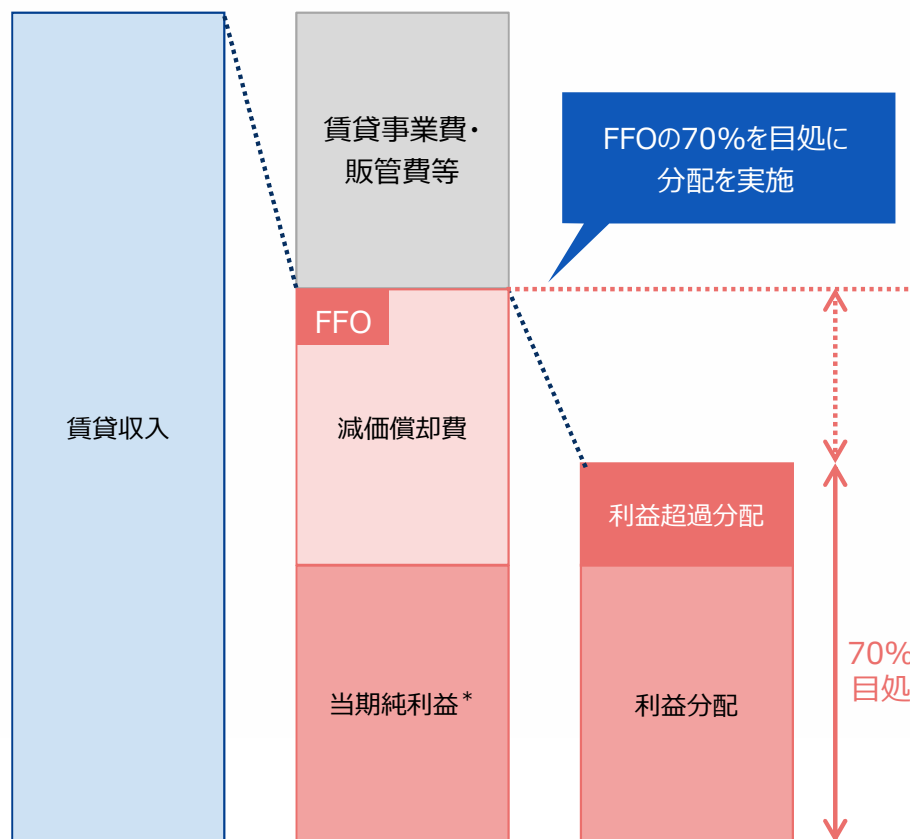 賃貸事業費・
販管費等
FFOの70%を目処に
分配を実施
FFO
賃貸収入
減価償却費
利益超過分配
当期純利益*
利益分配
70%
目処